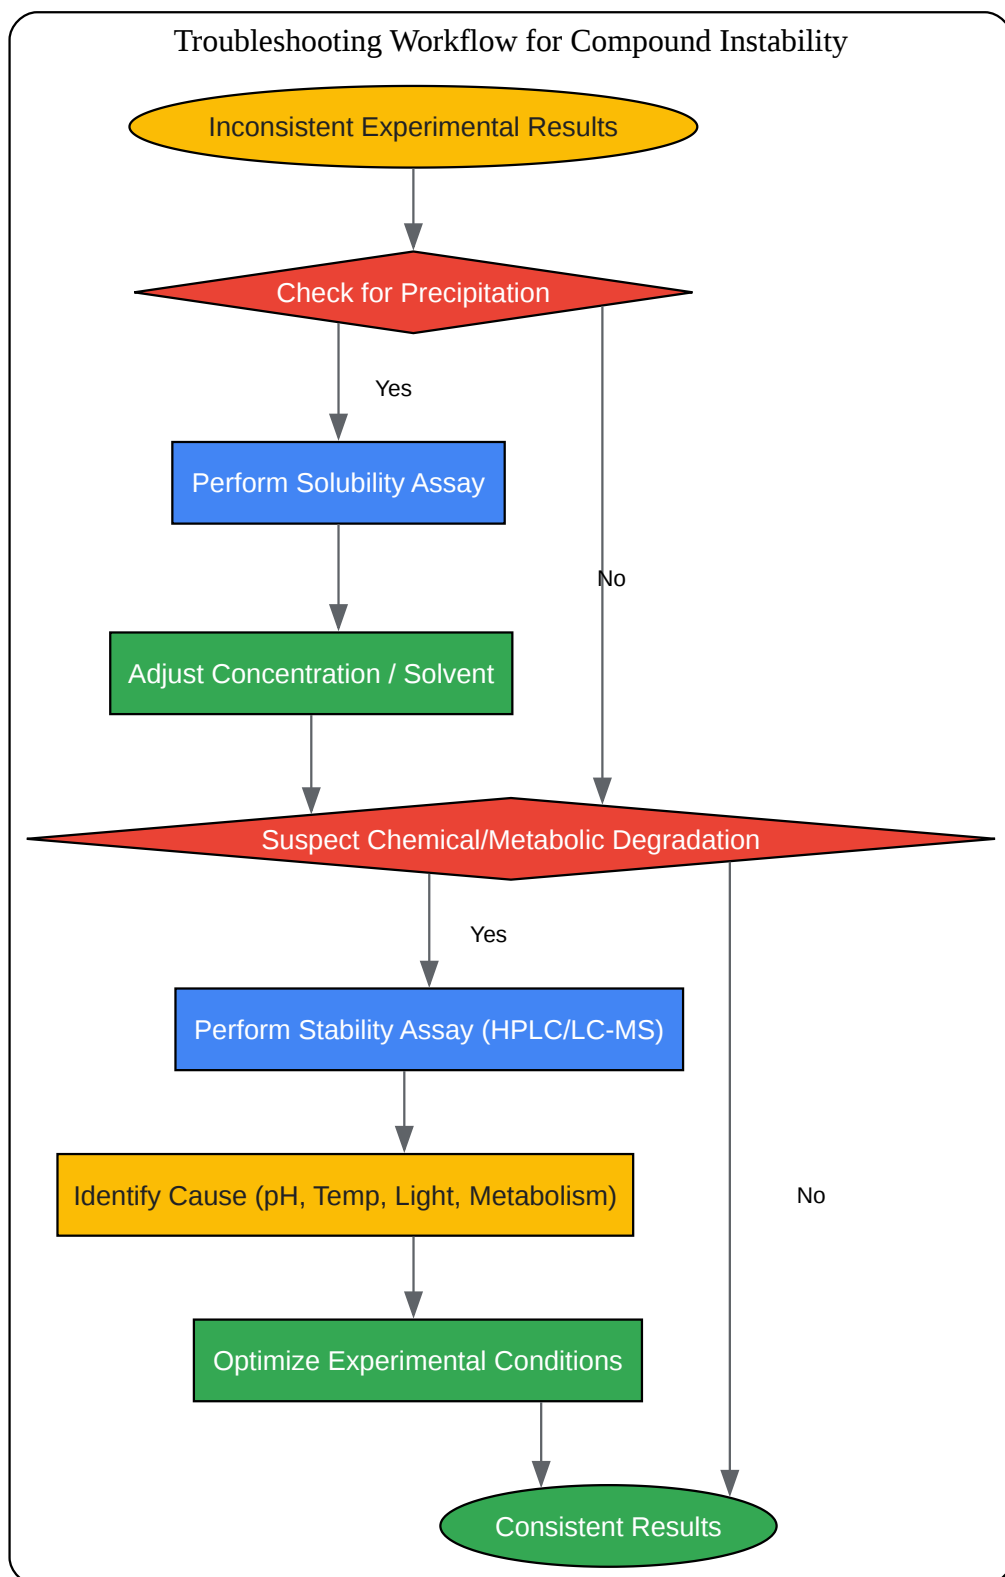 Troubleshooting Workflow for Compound Instability
Inconsistent Experimental Results
Check for Precipitation
Yes
Perform Solubility Assay
No
Adjust Concentration / Solvent
Suspect Chemical/Metabolic Degradation
Yes
Perform Stability Assay (HPLC/LC-MS)
Identify Cause (pH, Temp, Light, Metabolism)
No
Optimize Experimental Conditions
Consistent Results